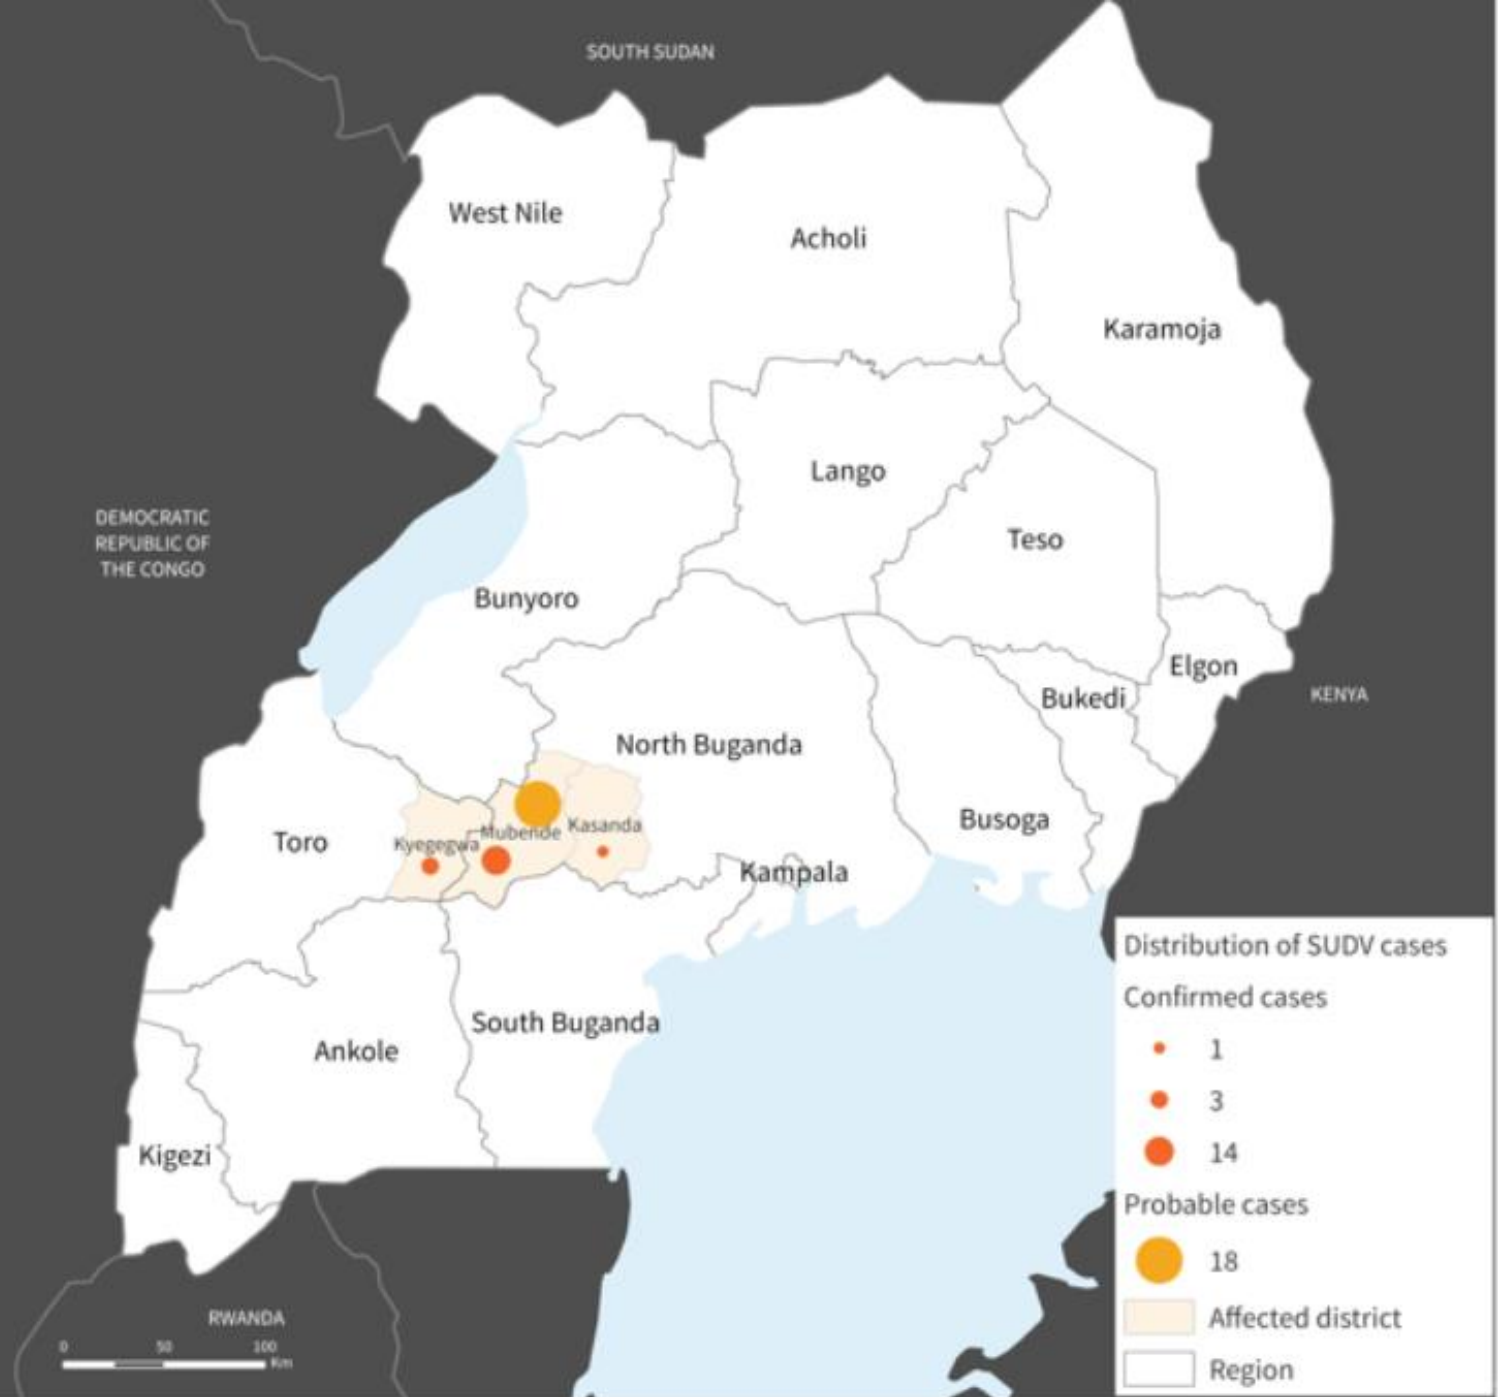 SOUTH SUDAN
West Nile
Acholi
Karamoja
Lango
DEMOCRATIC
REPUBLIC OF
THE CONGO
Teso
Bunyoro
Elgon
Bukedi
KENYA
North Buganda
Busoga
Toro
Kyegegwa
Mubende
Kasanda
Kampala
South Buganda
Ankole
Kigezi
RWANDA
0 50 100
Km
Distribution of SUDV cases
Confirmed cases
1
3
14
Probable cases
18
Affected district
Region